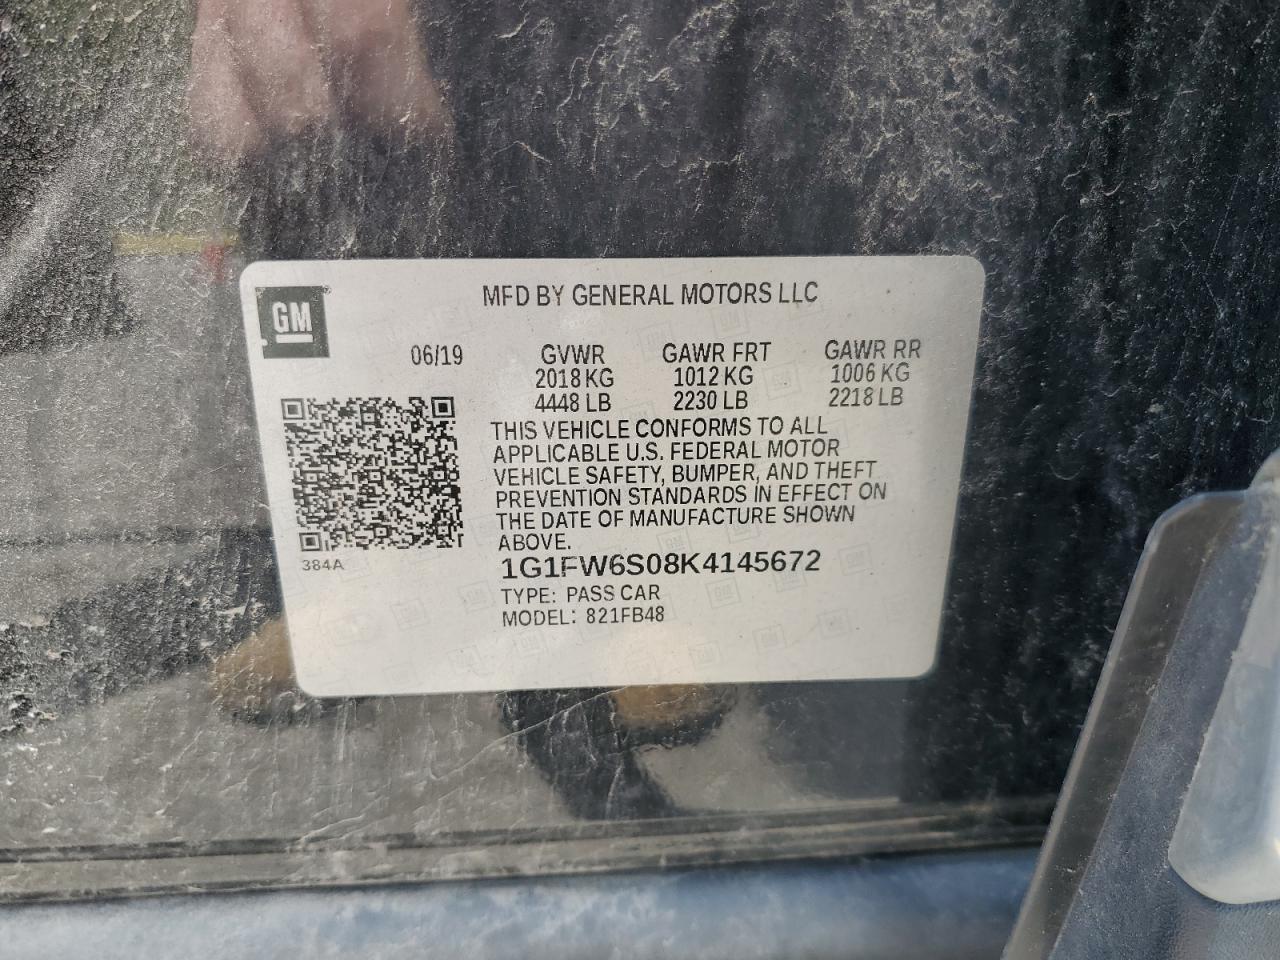 GM
MFD BY GENERAL MOTORS LLC
06/19
GVWR GAWR FRT GAWR RR
2018 KG 1012 KG 1006 KG
4448 LB 2230 LB 2218 LB
THIS VEHICLE CONFORMS TO ALL
APPLICABLE U.S. FEDERAL MOTOR
VEHICLE SAFETY, BUMPER, AND THEFT
PREVENTION STANDARDS IN EFFECT ON
THE DATE OF MANUFACTURE SHOWN
ABOVE.
384A
1G1FW6S08K4145672
TYPE: PASS CAR
MODEL: 821FB48